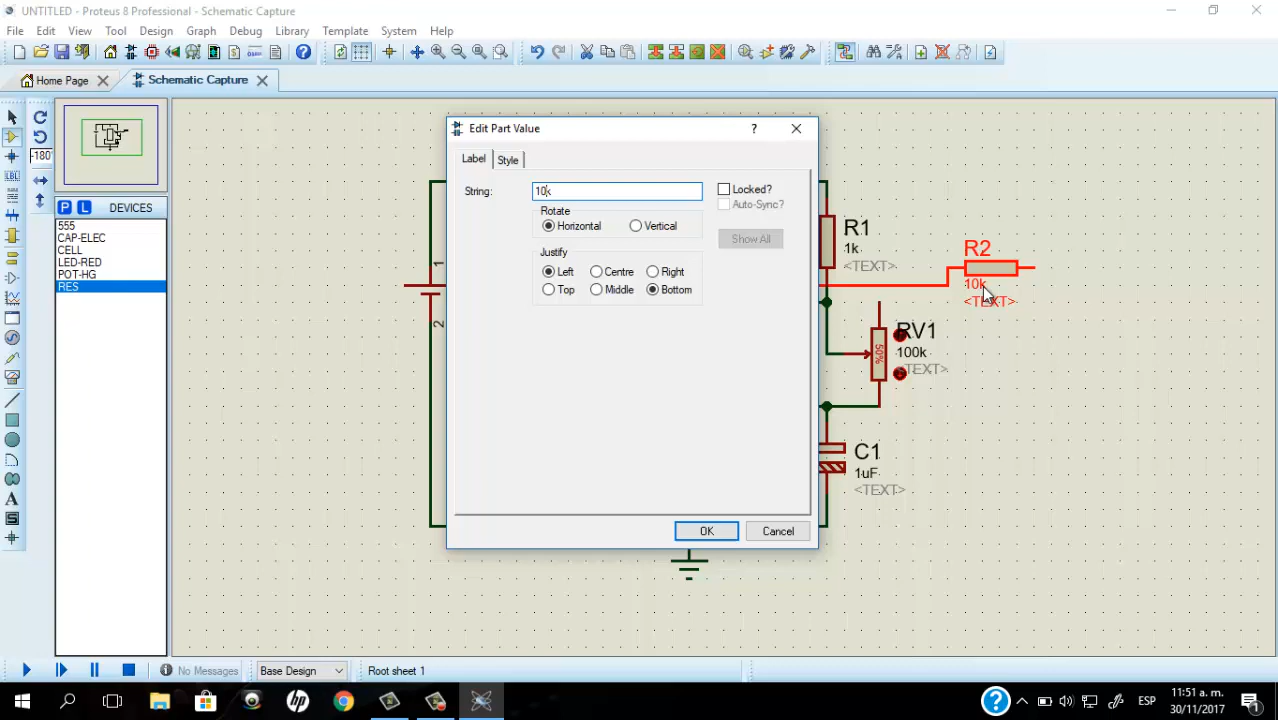 UNTITLED - Proteus 8 Professional - Schematic Capture
File Edit View Tool Design Graph Debug Library Template System Help
Home Page
Schematic Capture
-180
P L DEVICES
555
CAP-ELEC
CELL
LED-RED
POT-HG
RES
Edit Part Value
?
Label
Style
String:
10k
Locked?
Auto-Sync?
Show All
Rotate
Horizontal
Vertical
Justify
Left
Centre
Right
Top
Middle
Bottom
OK
Cancel
1
2
R1
1k
<TEXT>
R2
10k
<TEXT>
RV1
100k
<TEXT>
50%
C1
1uF
<TEXT>
No Messages
Base Design
Root sheet 1
ESP
11:51 a. m.
30/11/2017
1